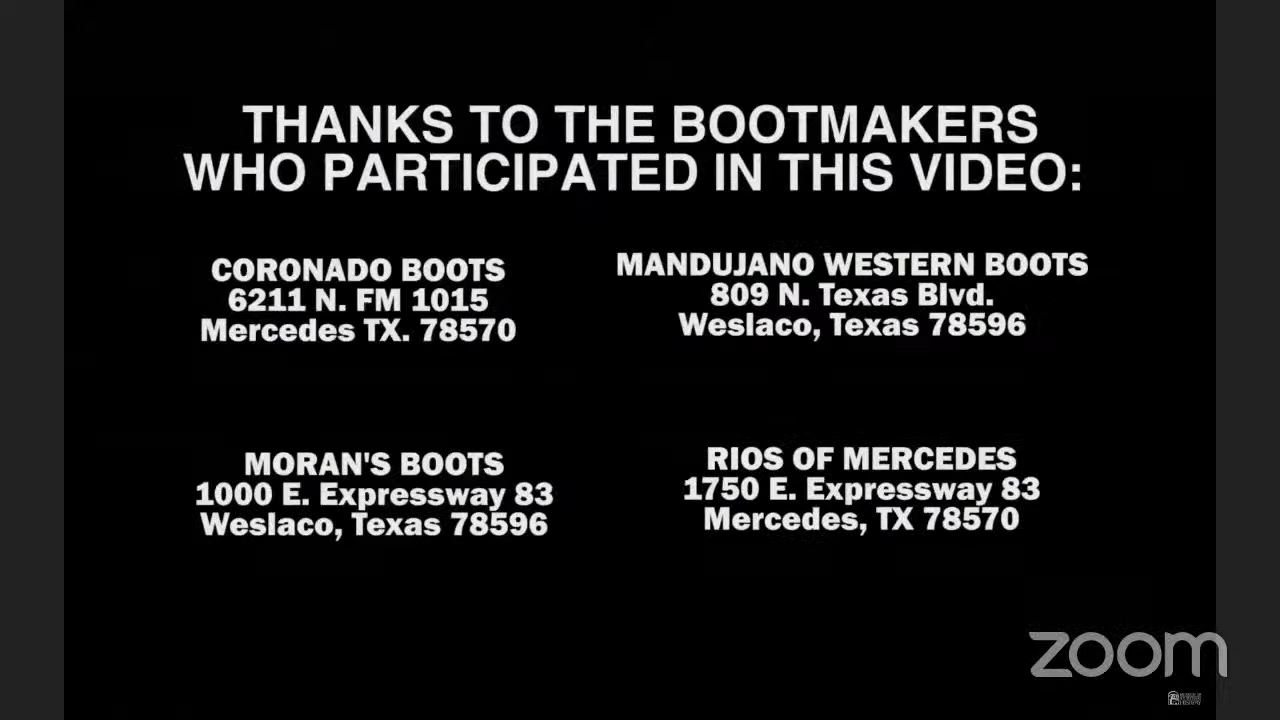 THANKS TO THE BOOTMAKERS
WHO PARTICIPATED IN THIS VIDEO:
CORONADO BOOTS
6211 N. FM 1015
Mercedes TX. 78570
MANDUJANO WESTERN BOOTS
809 N. Texas Blvd.
Weslaco, Texas 78596
MORAN'S BOOTS
1000 E. Expressway 83
Weslaco, Texas 78596
RIOS OF MERCEDES
1750 E. Expressway 83
Mercedes, TX 78570
zoom